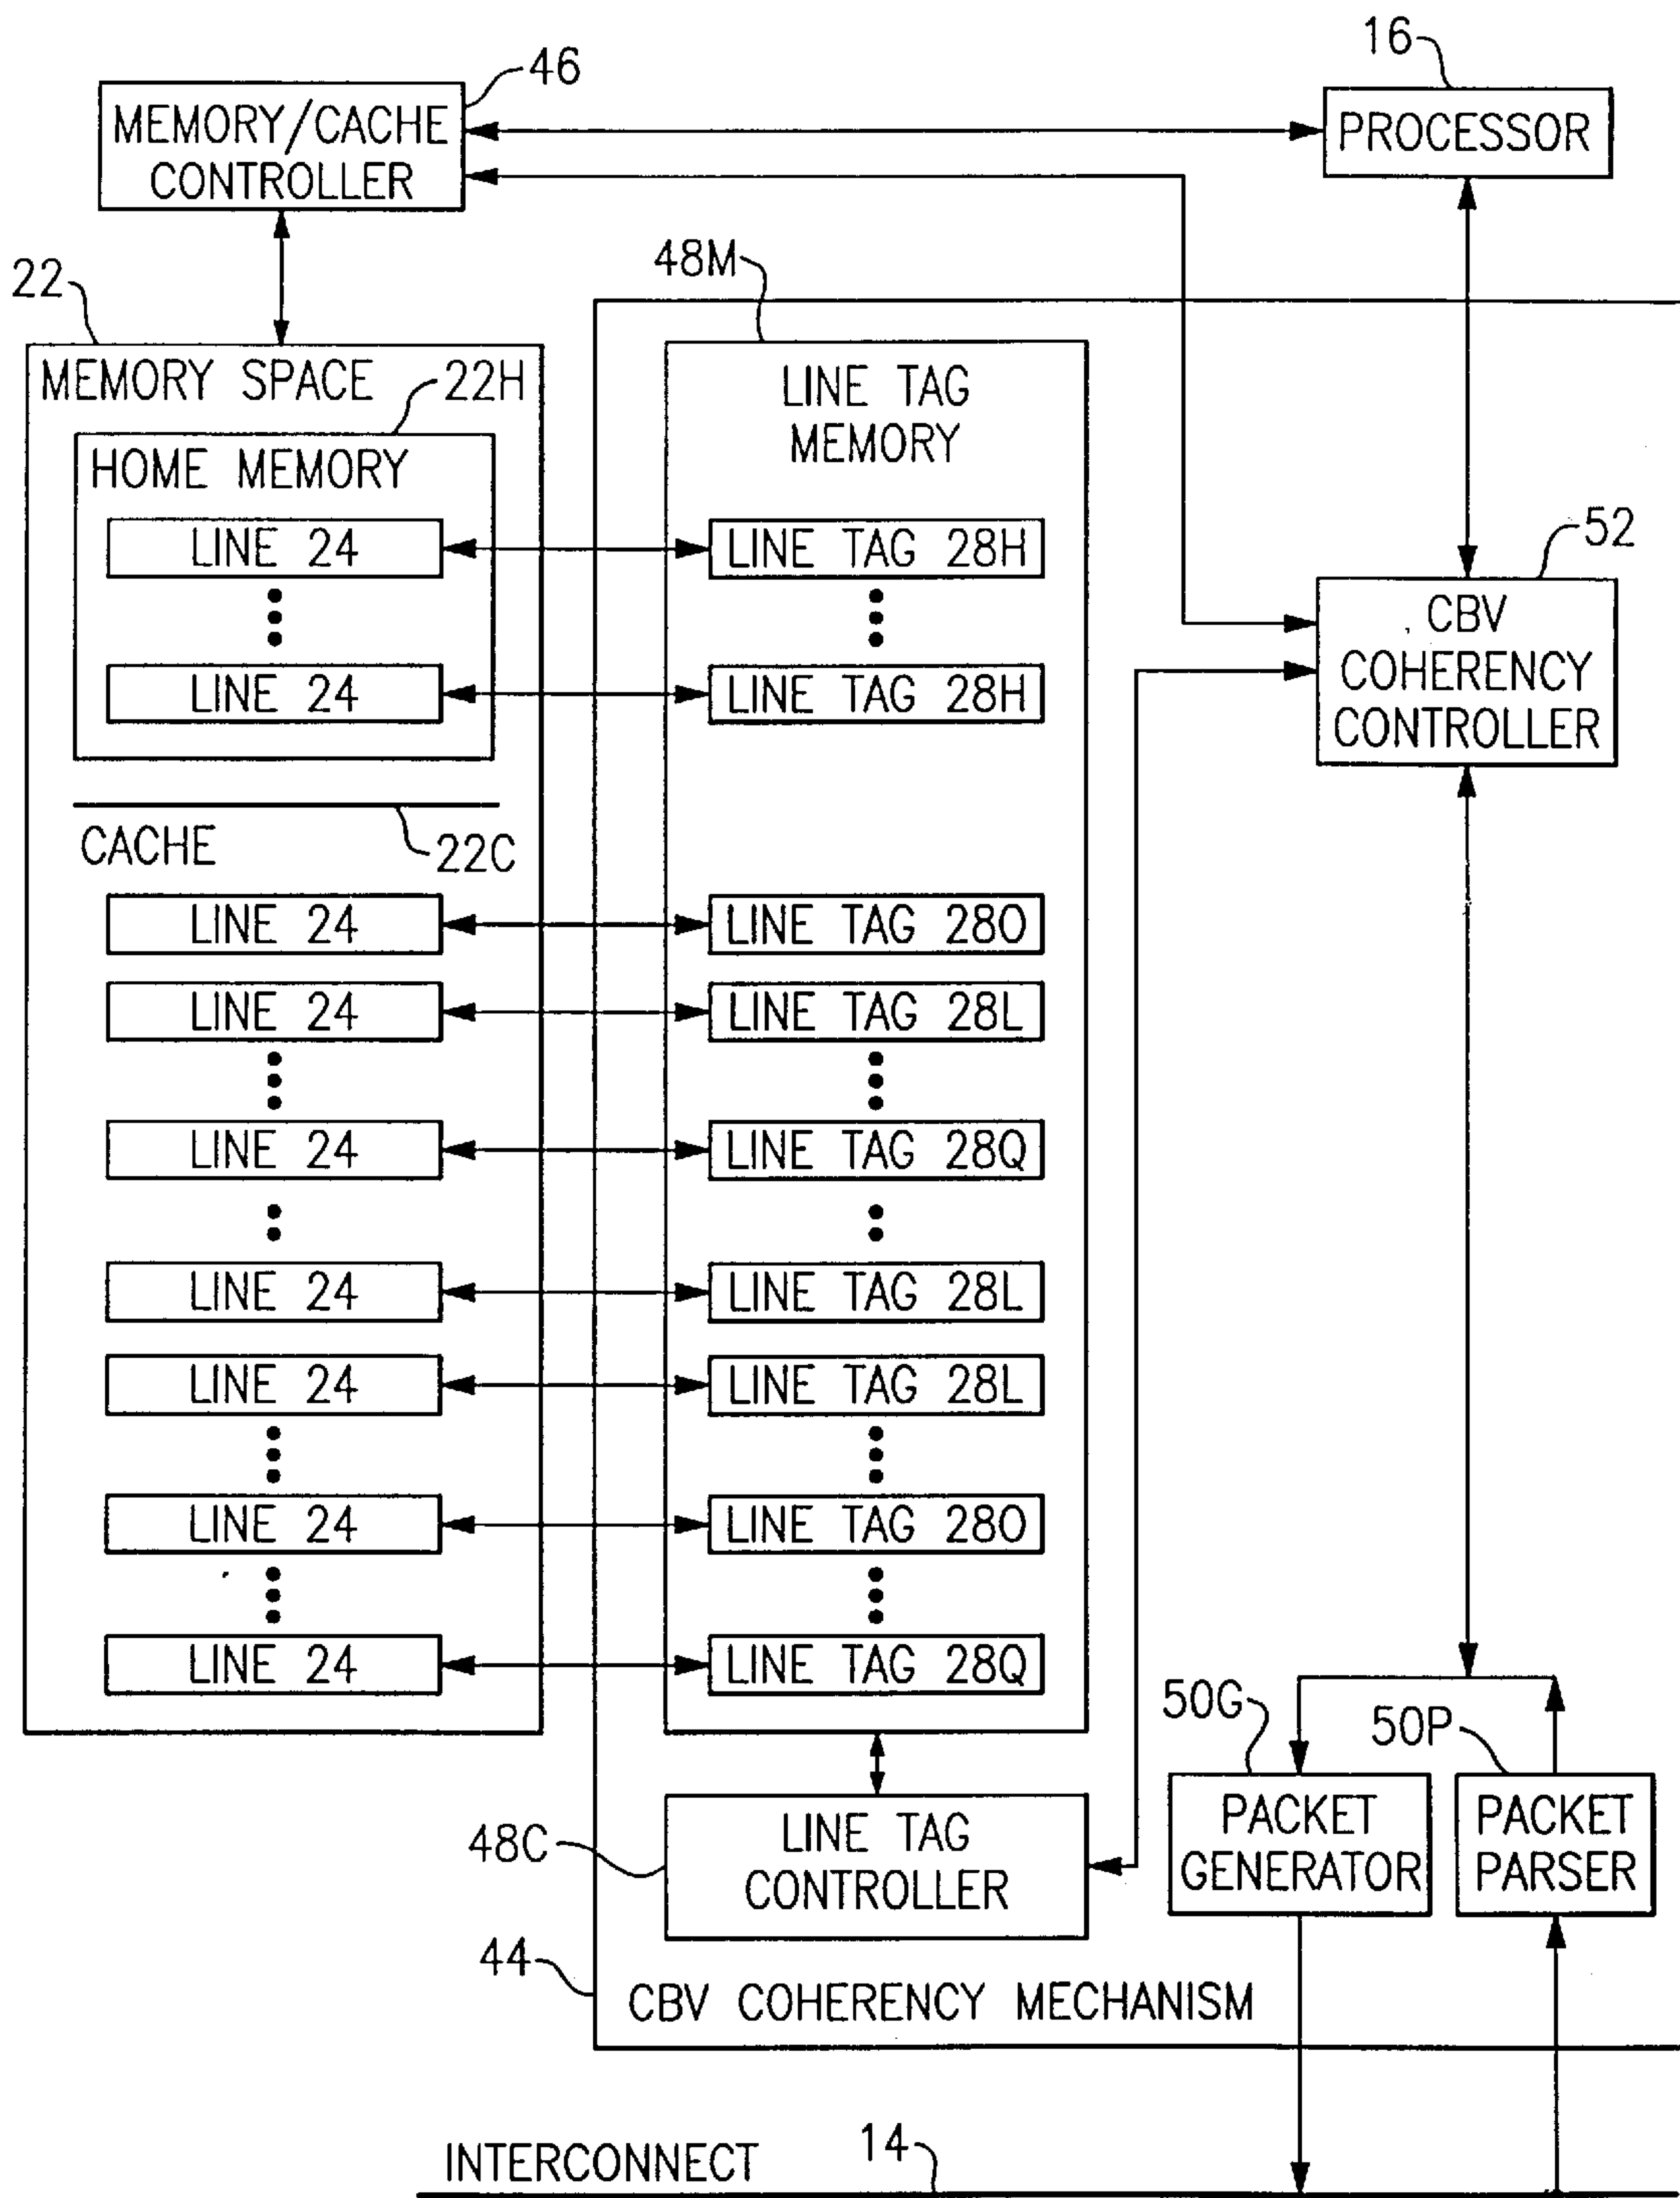 16
46
MEMORY/CACHE
CONTROLLER
PROCESSOR
22
48M
MEMORY SPACE
22H
HOME MEMORY
LINE 24
LINE 24
CACHE
22C
LINE 24
LINE 24
LINE 24
LINE 24
LINE 24
LINE 24
LINE 24
LINE TAG
MEMORY
LINE TAG 28H
LINE TAG 28H
LINE TAG 28O
LINE TAG 28L
LINE TAG 28Q
LINE TAG 28L
LINE TAG 28L
LINE TAG 28O
LINE TAG 28Q
52
CBV
COHERENCY
CONTROLLER
50G
50P
PACKET
GENERATOR
PACKET
PARSER
48C
LINE TAG
CONTROLLER
44
CBV COHERENCY MECHANISM
INTERCONNECT
14